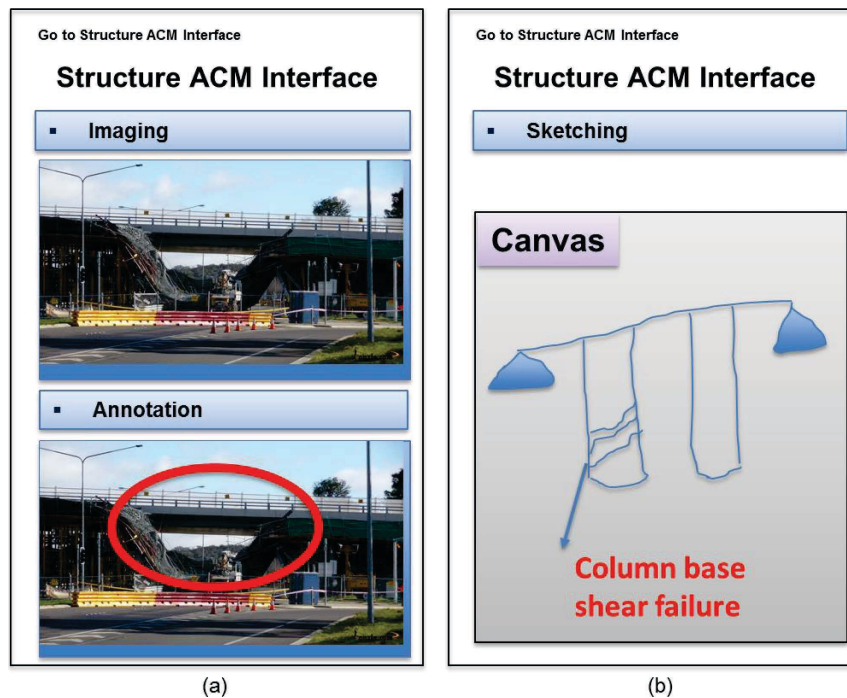 Go to Structure ACM Interface
Structure ACM Interface
▪ Imaging
▪ Annotation
(a)
Go to Structure ACM Interface
Structure ACM Interface
▪ Sketching
Canvas
Column base
shear failure
(b)